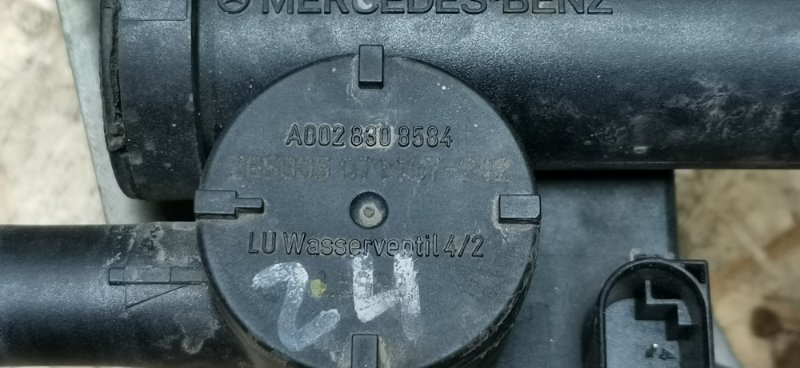 MERCEDES-BENZ
A002 830 8584
LU Wasserventil 4/2
24